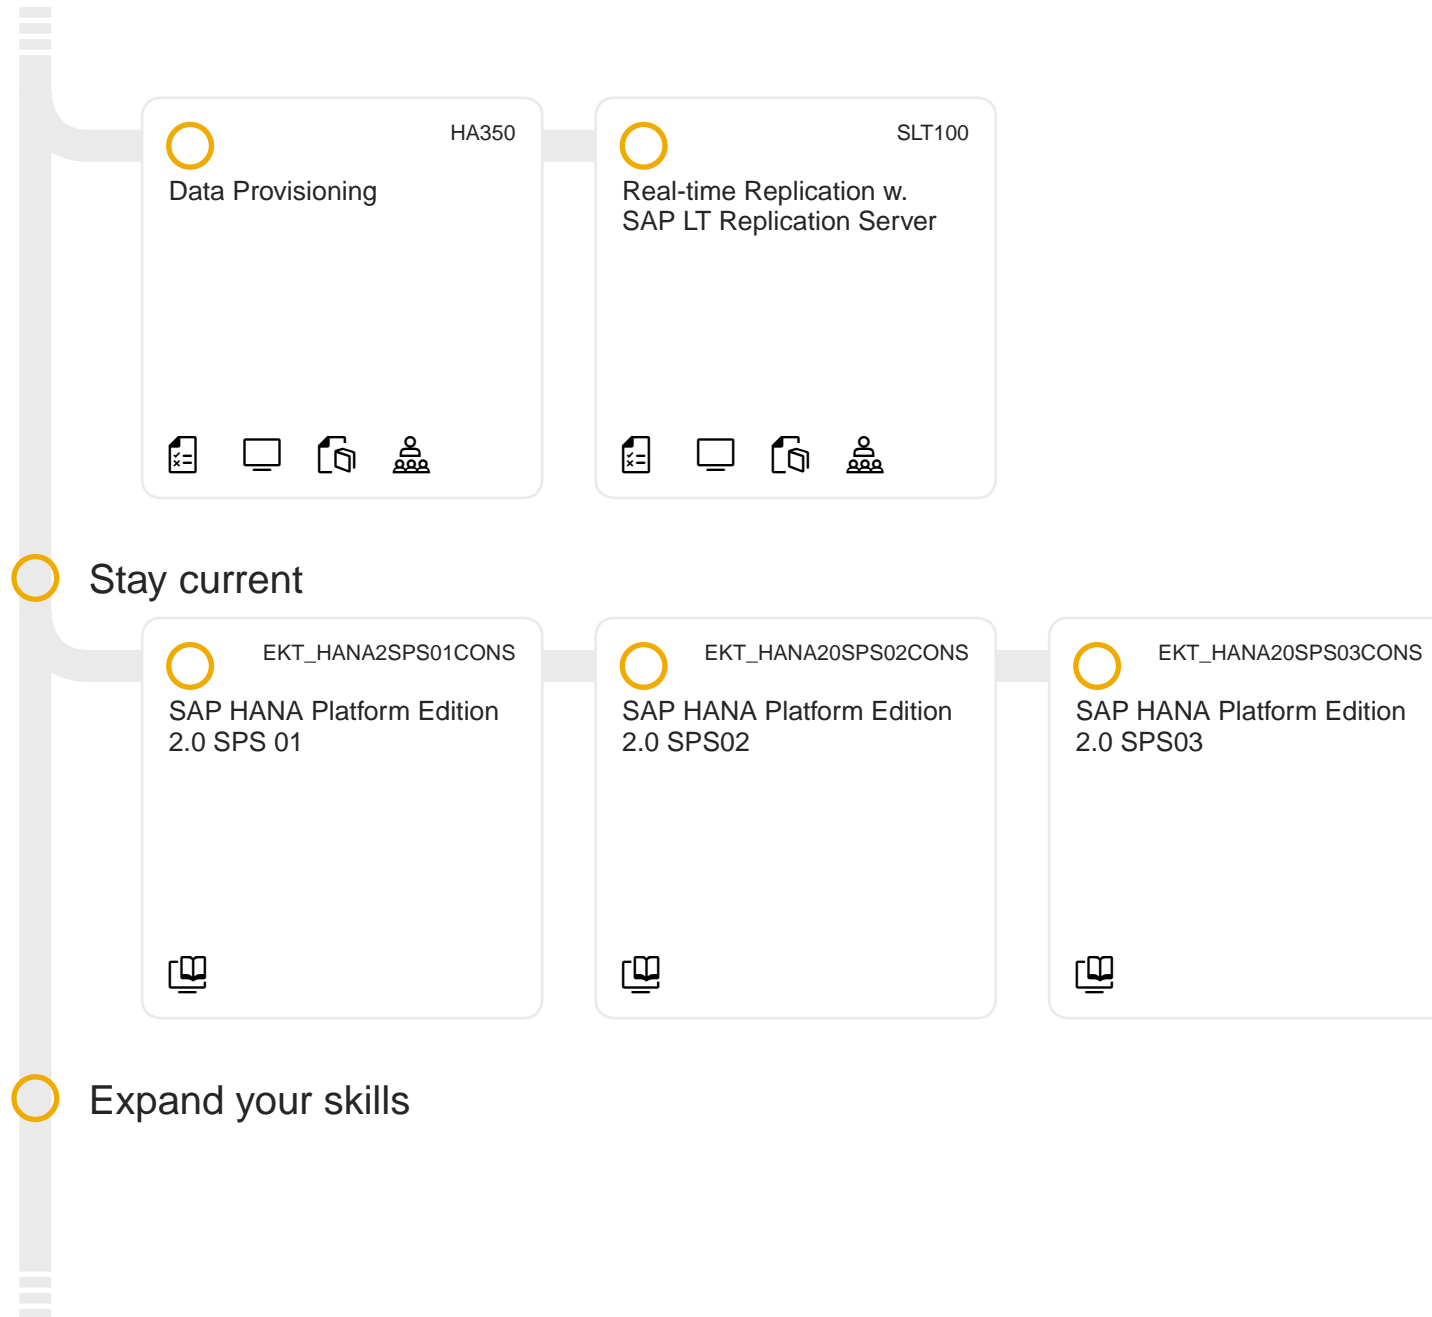 HA350
Data Provisioning
SLT100
Real-time Replication w.
SAP LT Replication Server
Stay current
EKT_HANA2SPS01CONS
SAP HANA Platform Edition
2.0 SPS 01
EKT_HANA20SPS02CONS
SAP HANA Platform Edition
2.0 SPS02
EKT_HANA20SPS03CONS
SAP HANA Platform Edition
2.0 SPS03
Expand your skills